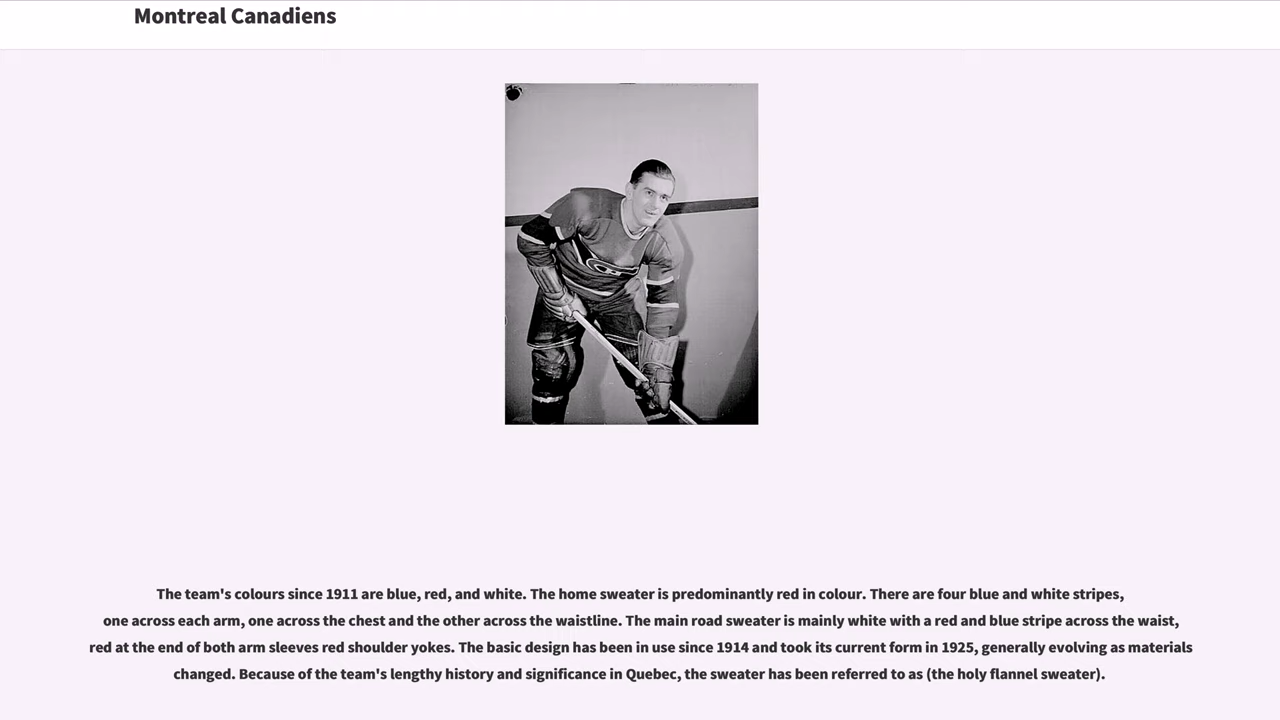 Montreal Canadiens
The team's colours since 1911 are blue, red, and white. The home sweater is predominantly red in colour. There are four blue and white stripes,
one across each arm, one across the chest and the other across the waistline. The main road sweater is mainly white with a red and blue stripe across the waist,
red at the end of both arm sleeves red shoulder yokes. The basic design has been in use since 1914 and took its current form in 1925, generally evolving as materials
changed. Because of the team's lengthy history and significance in Quebec, the sweater has been referred to as (the holy flannel sweater).